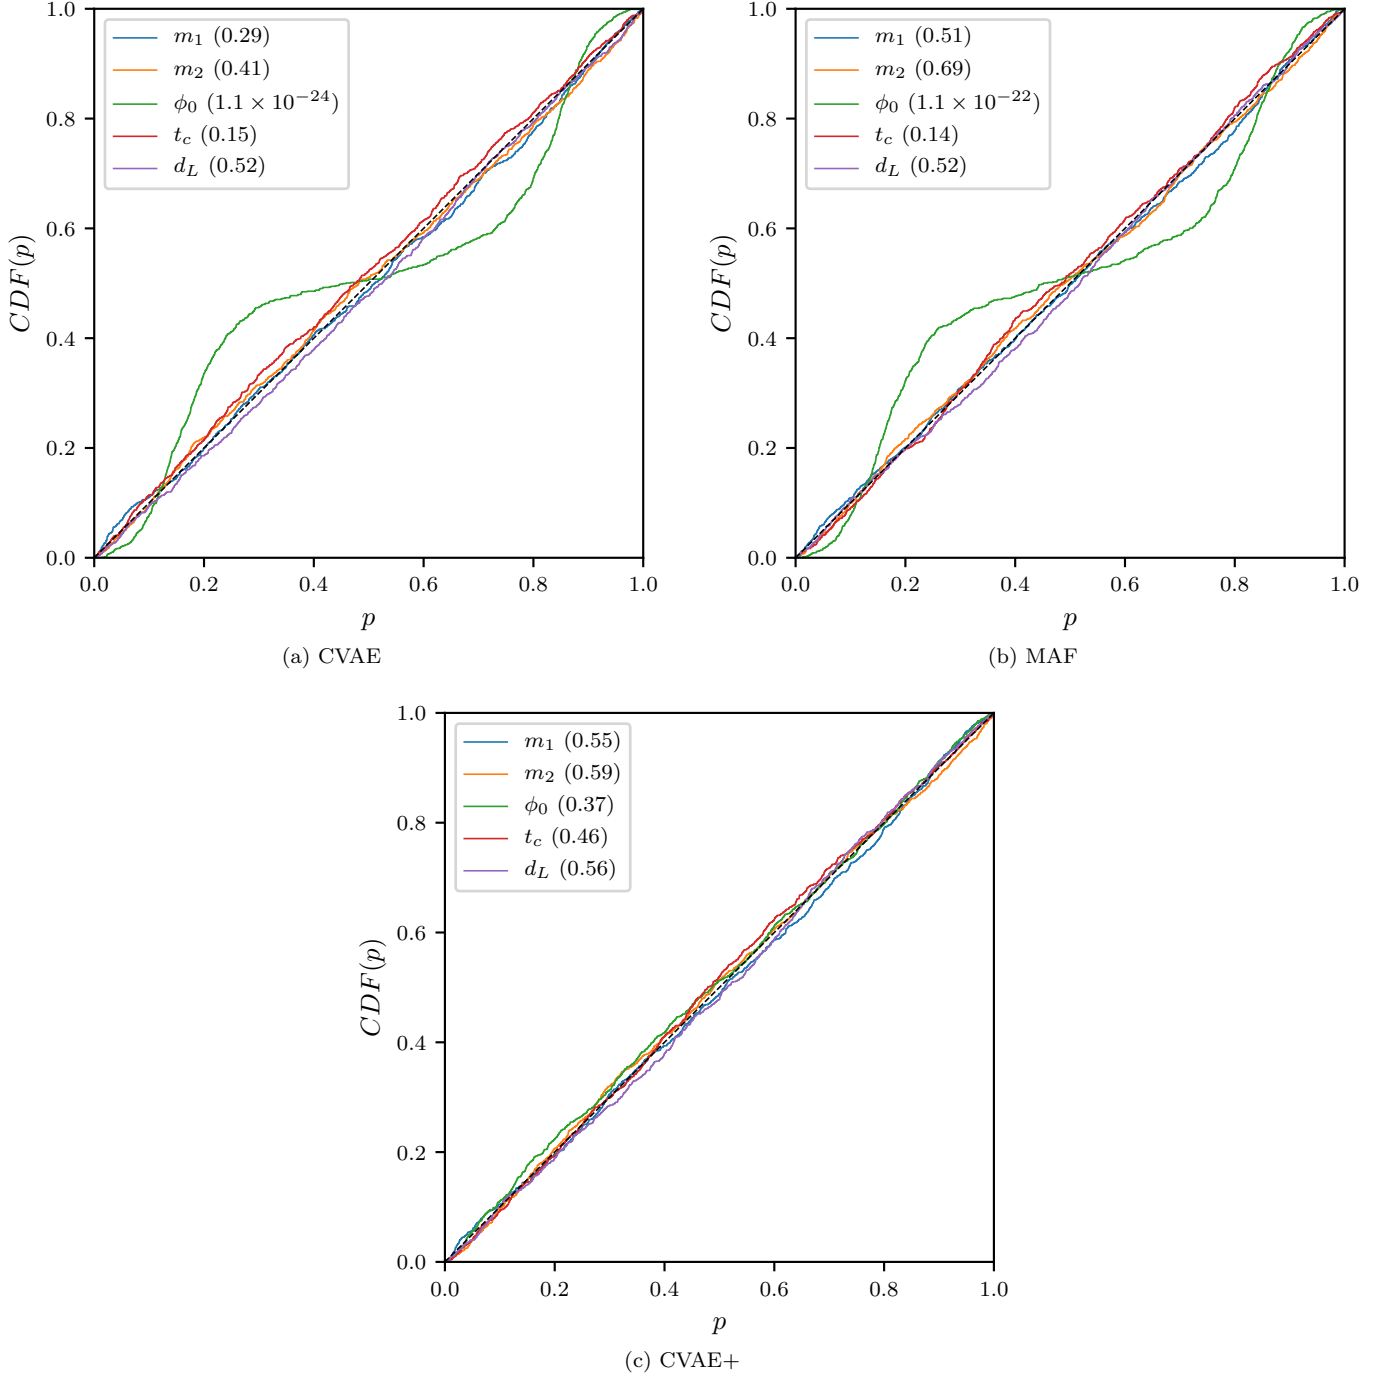 1.0
0.8
0.6
0.4
0.2
0.0
CDF(p)
m₁ (0.29)
m₂ (0.41)
ϕ₀ (1.1 × 10⁻²⁴)
t_c (0.15)
d_L (0.52)
0.0 0.2 0.4 0.6 0.8 1.0
p
(a) CVAE
1.0
0.8
0.6
0.4
0.2
0.0
CDF(p)
m₁ (0.51)
m₂ (0.69)
ϕ₀ (1.1 × 10⁻²²)
t_c (0.14)
d_L (0.52)
0.0 0.2 0.4 0.6 0.8 1.0
p
(b) MAF
1.0
0.8
0.6
0.4
0.2
0.0
CDF(p)
m₁ (0.55)
m₂ (0.59)
ϕ₀ (0.37)
t_c (0.46)
d_L (0.56)
0.0 0.2 0.4 0.6 0.8 1.0
p
(c) CVAE+